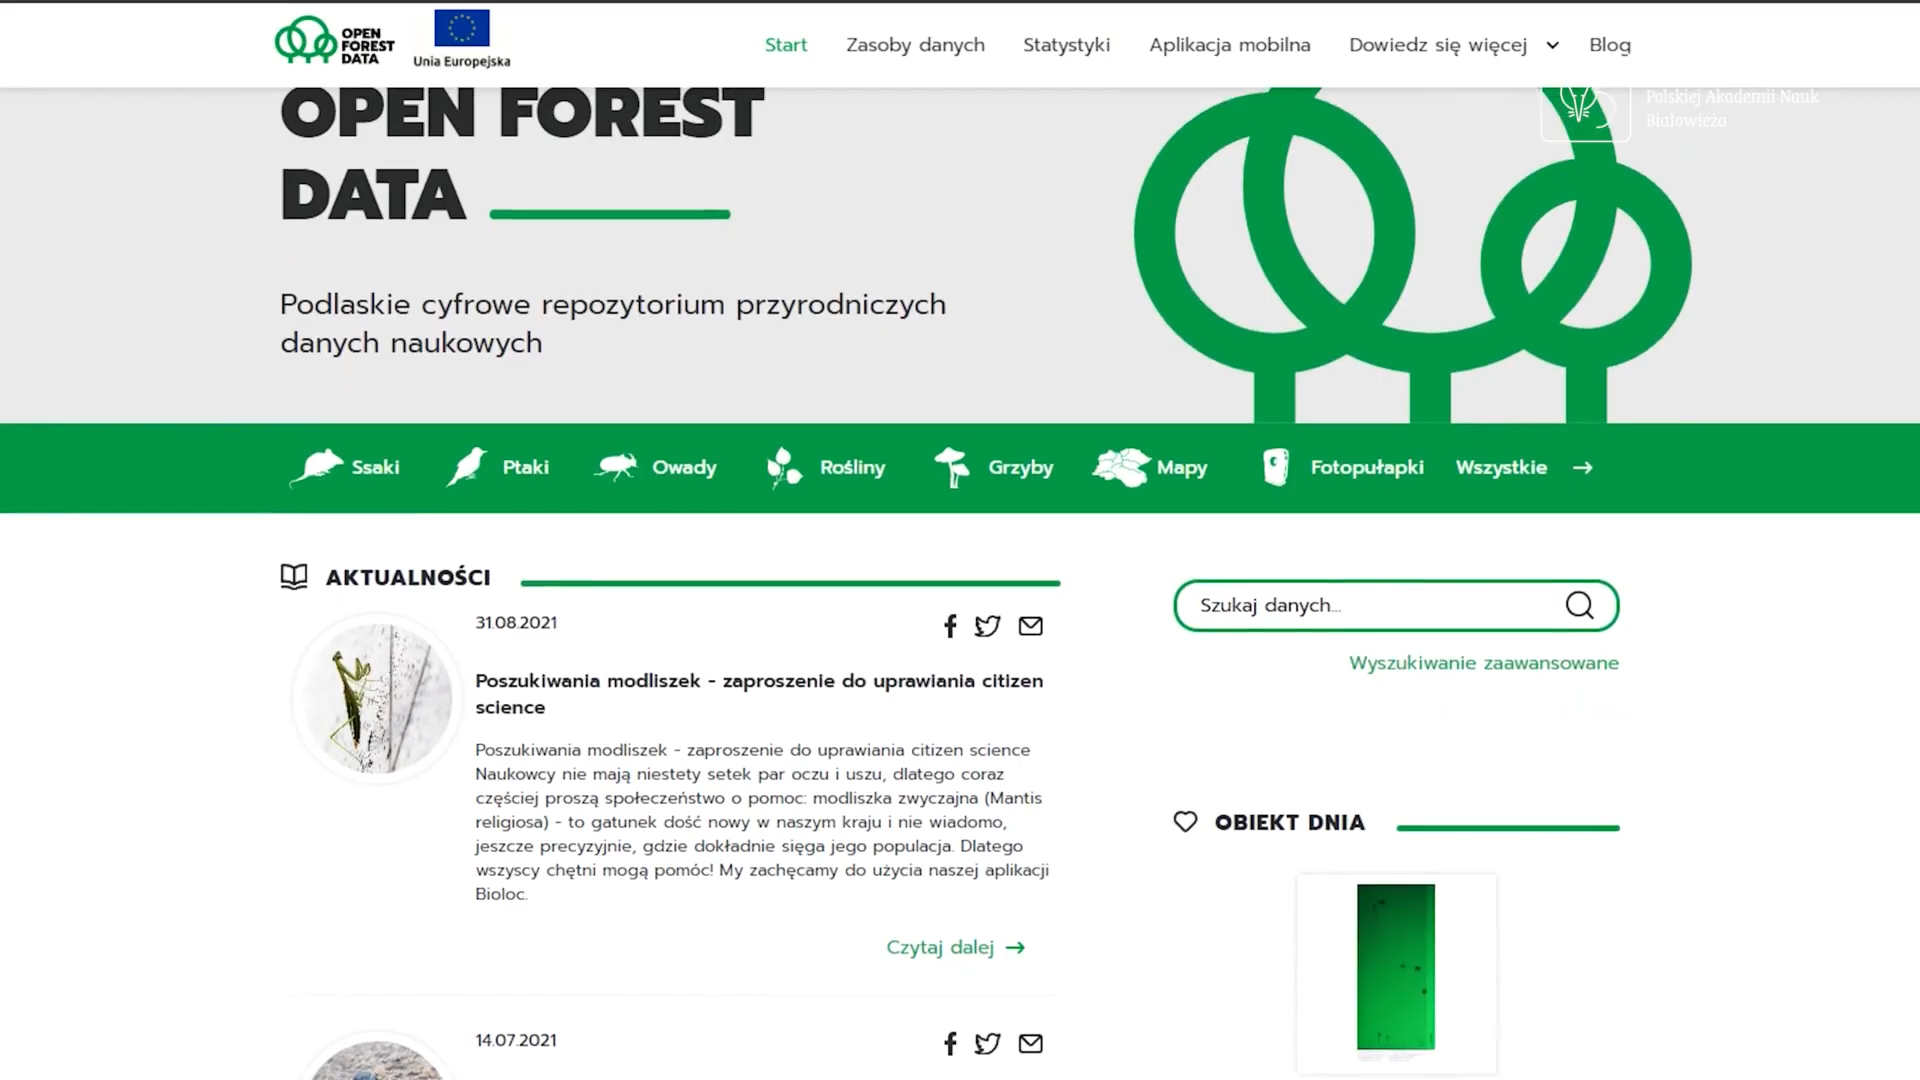 OPEN
FOREST
DATA
Unia Europejska
Start
Zasoby danych
Statystyki
Aplikacja mobilna
Dowiedz się więcej
Blog
OPEN FOREST
DATA
Polskiej Akademii Nauk
Białowieża
Podlaskie cyfrowe repozytorium przyrodniczych
danych naukowych
Ssaki
Ptaki
Owady
Rośliny
Grzyby
Mapy
Fotopułapki
Wszystkie →
AKTUALNOŚCI
31.08.2021
Poszukiwania modliszek - zaproszenie do uprawiania citizen
science
Poszukiwania modliszek - zaproszenie do uprawiania citizen science
Naukowcy nie mają niestety setek par oczu i uszu, dlatego coraz
częściej proszą społeczeństwo o pomoc: modliszka zwyczajna (Mantis
religiosa) - to gatunek dość nowy w naszym kraju i nie wiadomo,
jeszcze precyzyjnie, gdzie dokładnie sięga jego populacja. Dlatego
wszyscy chętni mogą pomóc! My zachęcamy do użycia naszej aplikacji
Bioloc.
Czytaj dalej →
14.07.2021
Szukaj danych...
Wyszukiwanie zaawansowane
OBIEKT DNIA